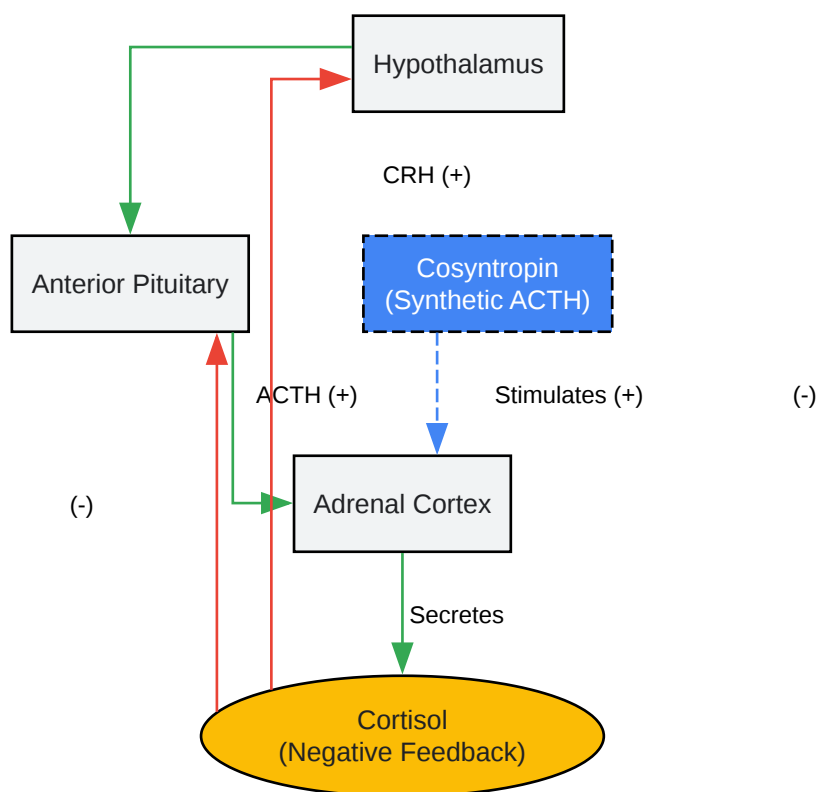 Hypothalamus
CRH (+)
Anterior Pituitary
Cosyntropin
(Synthetic ACTH)
ACTH (+)
Stimulates (+)
(-)
(-)
Adrenal Cortex
Secretes
Cortisol
(Negative Feedback)